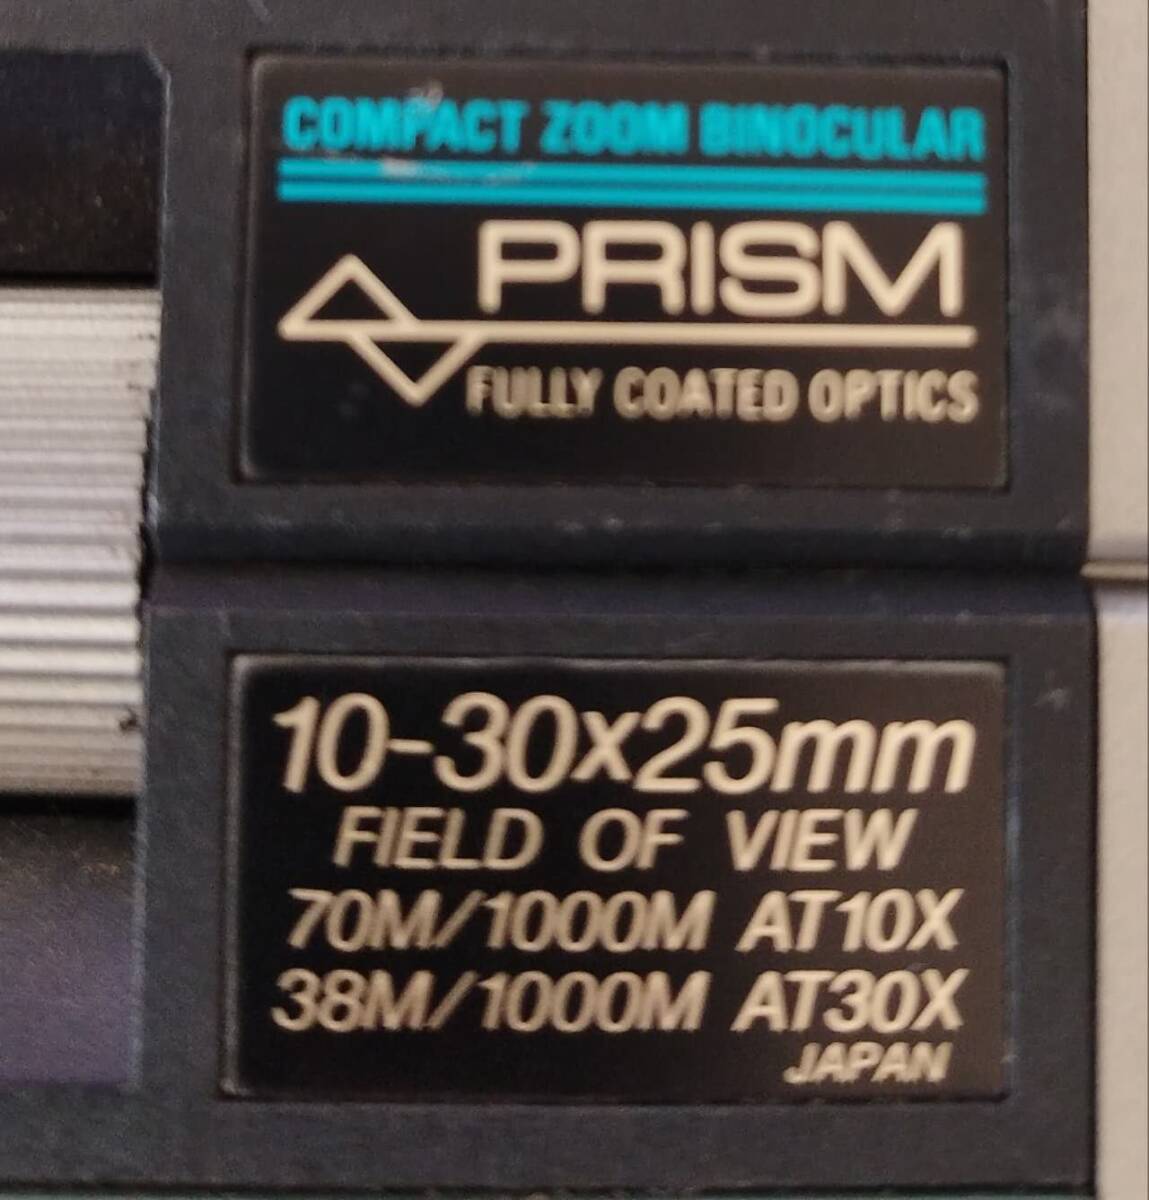 COMPACT ZOOM BINOCULAR
PRISM
FULLY COATED OPTICS
10-30x25mm
FIELD OF VIEW
70M/1000M AT10X
38M/1000M AT30X
JAPAN